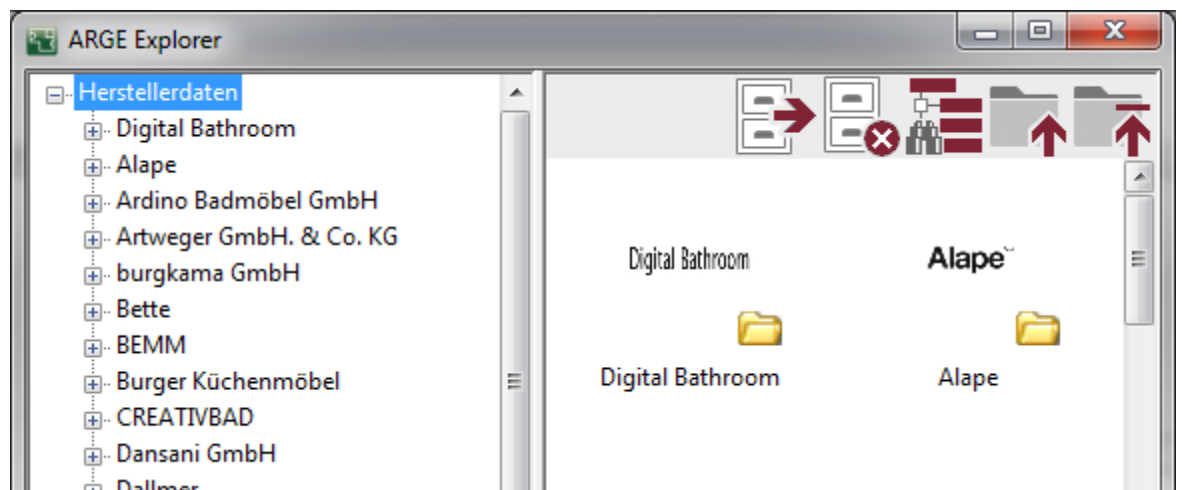 ARGE Explorer
Herstellerdaten
Digital Bathroom
Alape
Ardino Badmöbel GmbH
Artweger GmbH. & Co. KG
burgkama GmbH
Bette
BEMM
Burger Küchenmöbel
CREATIVBAD
Dansani GmbH
Dallmer
Digital Bathroom
Alape
Digital Bathroom
Alape